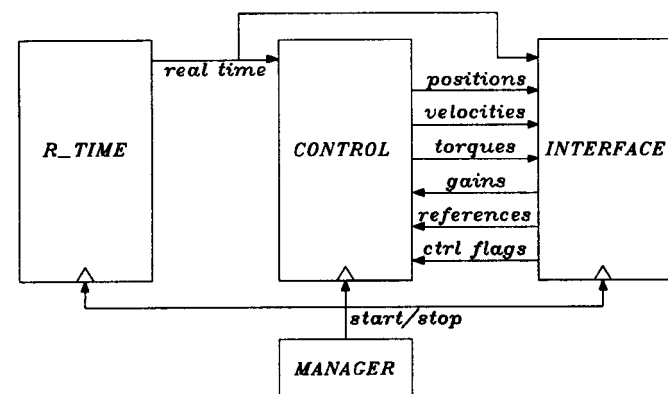 real time
positions
velocities
R_TIME
CONTROL
torques
INTERFACE
gains
references
ctrl flags
start/stop
MANAGER